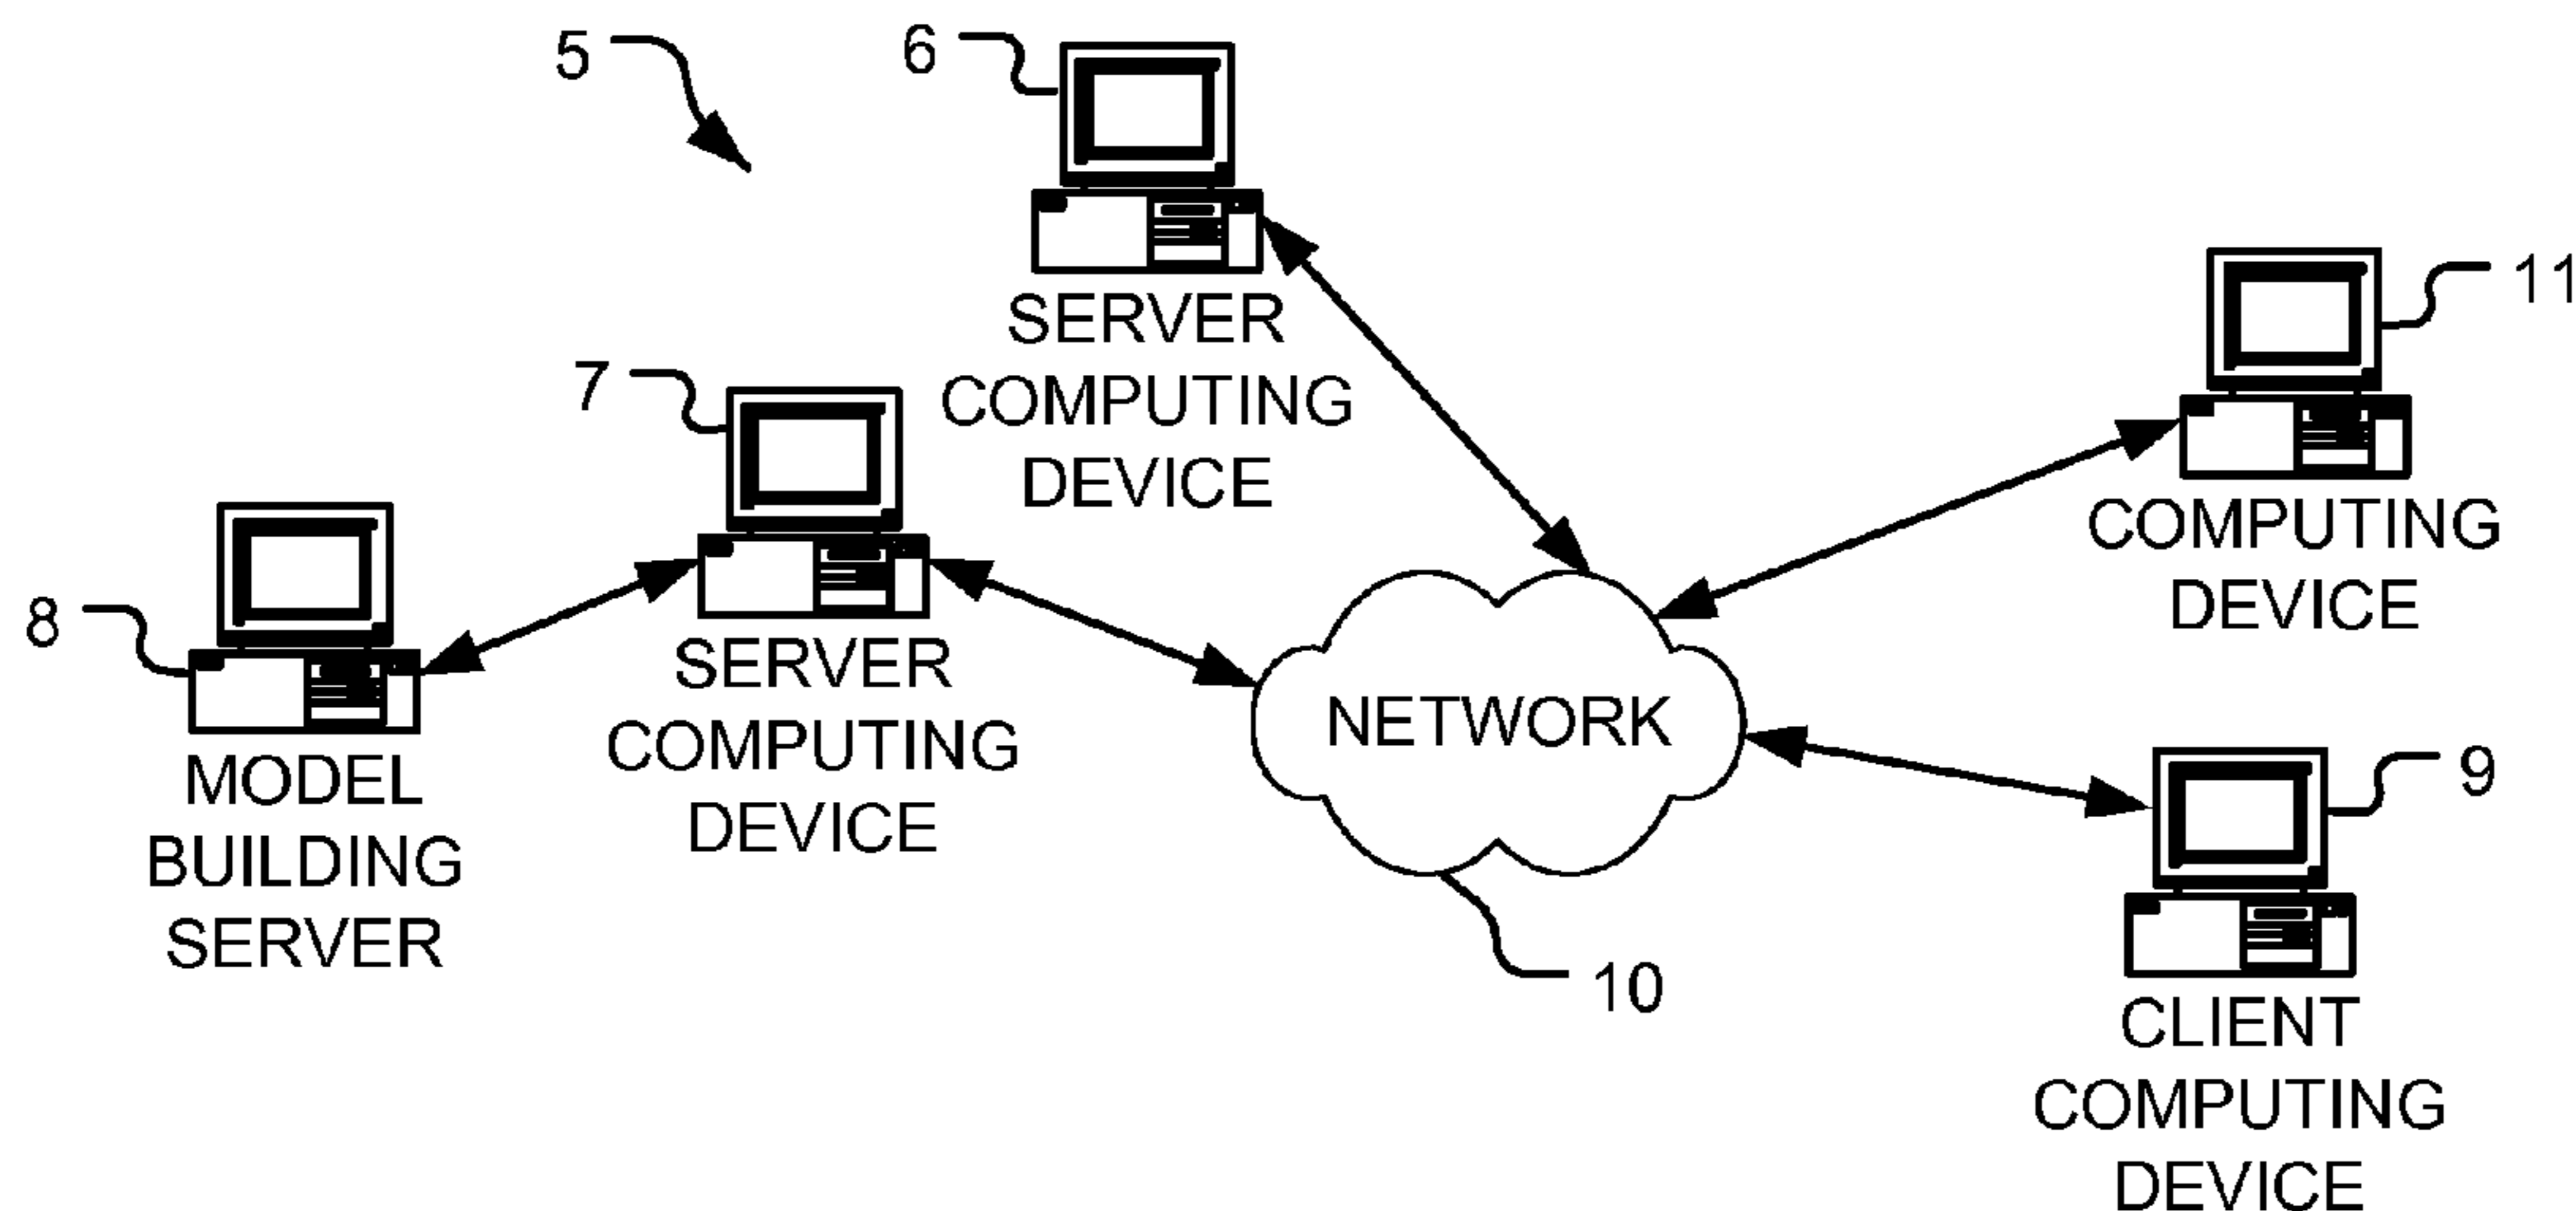 5
6
SERVER
COMPUTING
DEVICE
11
COMPUTING
DEVICE
7
SERVER
COMPUTING
DEVICE
8
MODEL
BUILDING
SERVER
NETWORK
10
9
CLIENT
COMPUTING
DEVICE